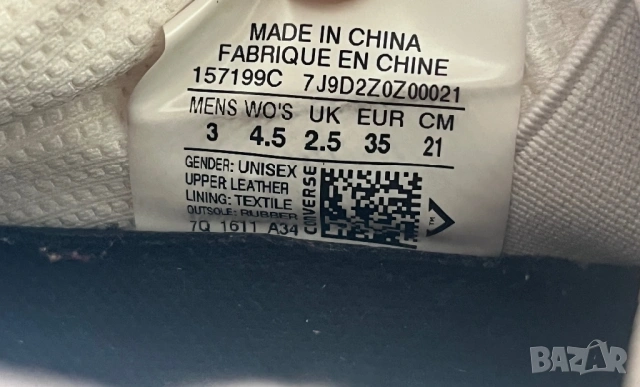 MADE IN CHINA
FABRIQUE EN CHINE
157199C 7J9D2Z0Z00021
MENS WO'S UK EUR CM
3 4.5 2.5 35 21
GENDER: UNISEX
UPPER LEATHER
LINING: TEXTILE
OUTSOLE: RUBBER
7Q 1611 A34
CONVERSE
BAZAR.bg